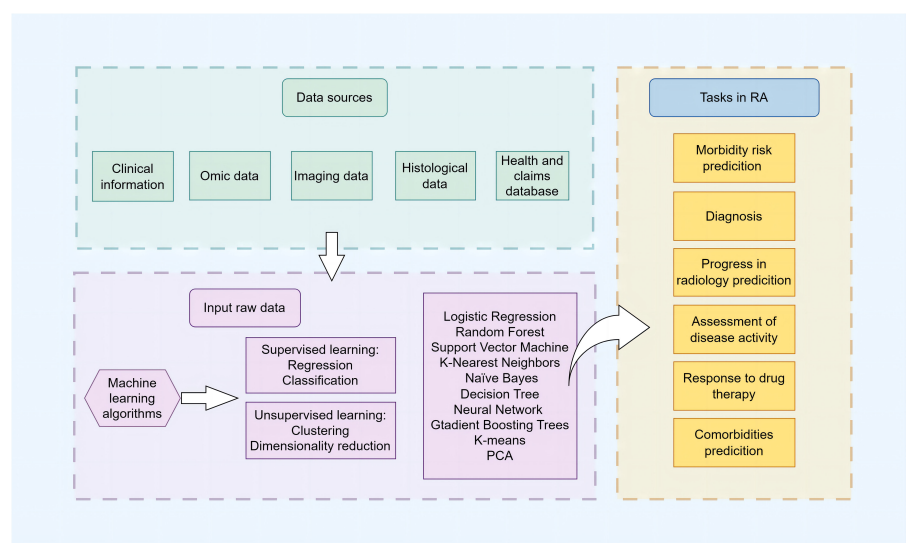 Data sources
Clinical
information
Omic data
Imaging data
Histological
data
Health and
claims
database
Input raw data
Machine
learning
algorithms
Supervised learning:
Regression
Classification
Unsupervised learning:
Clustering
Dimensionality reduction
Logistic Regression
Random Forest
Support Vector Machine
K-Nearest Neighbors
Naïve Bayes
Decision Tree
Neural Network
Gtadient Boosting Trees
K-means
PCA
Tasks in RA
Morbidity risk
predicition
Diagnosis
Progress in
radiology predicition
Assessment of
disease activity
Response to drug
therapy
Comorbidities
predicition